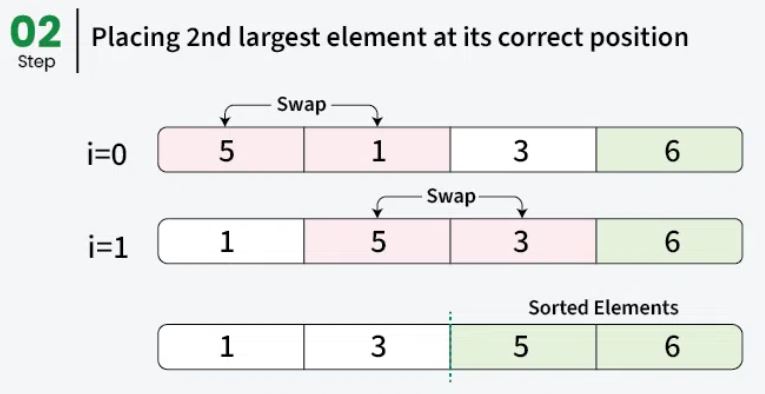 02
Step
Placing 2nd largest element at its correct position
Swap
i=0 5 1 3 6
Swap
i=1 1 5 3 6
Sorted Elements
1 3 5 6